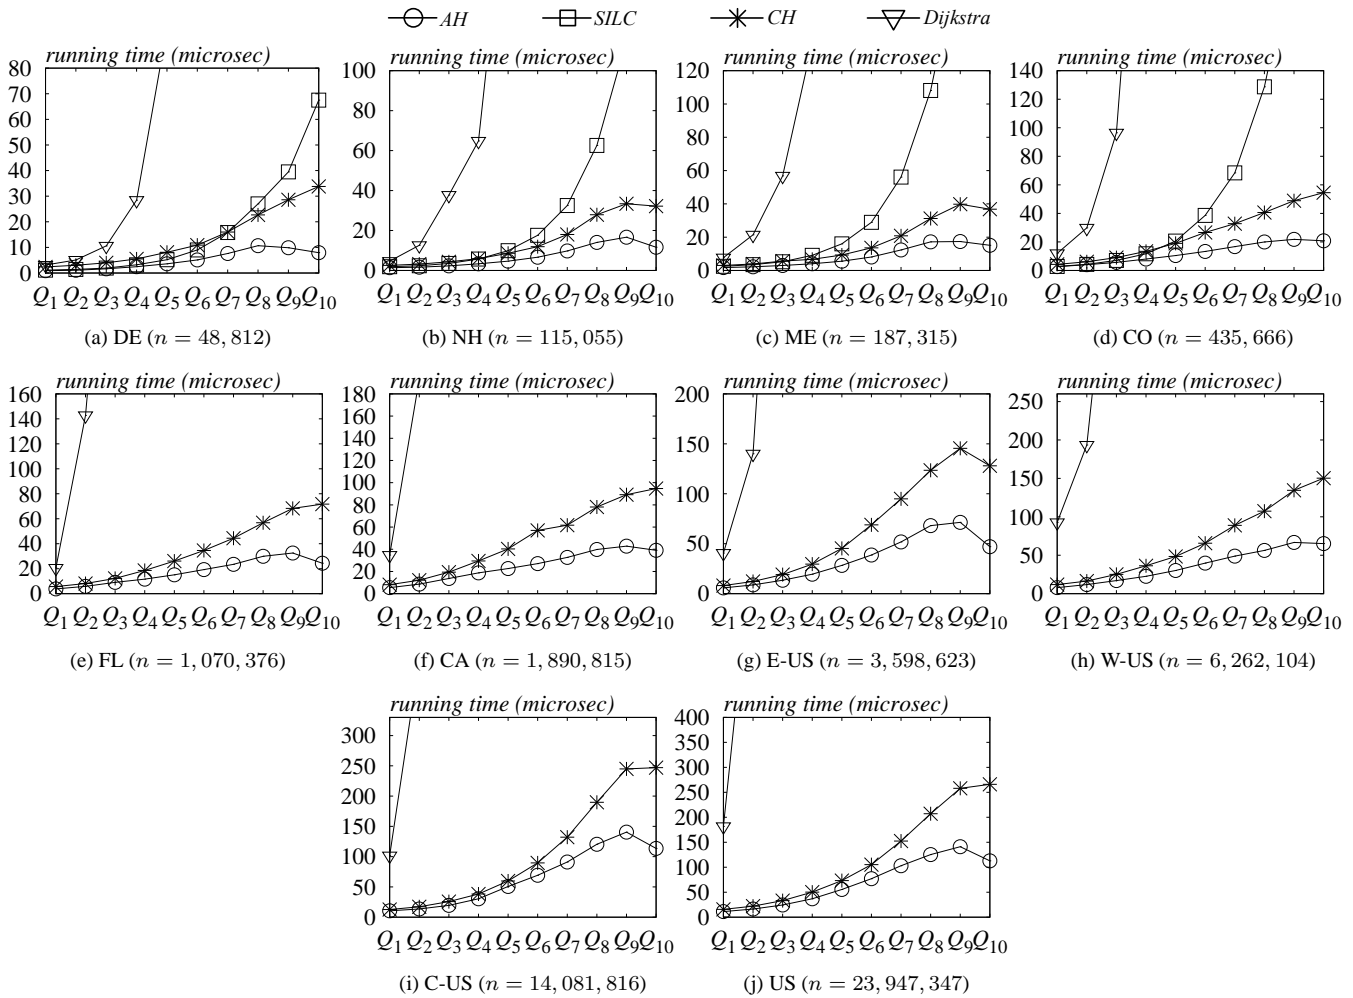 AH SILC CH Dijkstra
running time (microsec) running time (microsec) running time (microsec) running time (microsec)
80 70 60 50 40 30 20 10 0
100 80 60 40 20 0
120 100 80 60 40 20 0
140 120 100 80 60 40 20 0
Q1 Q2 Q3 Q4 Q5 Q6 Q7 Q8 Q9 Q10
Q1 Q2 Q3 Q4 Q5 Q6 Q7 Q8 Q9 Q10
Q1 Q2 Q3 Q4 Q5 Q6 Q7 Q8 Q9 Q10
Q1 Q2 Q3 Q4 Q5 Q6 Q7 Q8 Q9 Q10
(a) DE (n = 48, 812)
(b) NH (n = 115, 055)
(c) ME (n = 187, 315)
(d) CO (n = 435, 666)
running time (microsec) running time (microsec) running time (microsec) running time (microsec)
160 140 120 100 80 60 40 20 0
180 160 140 120 100 80 60 40 20 0
200 150 100 50 0
250 200 150 100 50 0
Q1 Q2 Q3 Q4 Q5 Q6 Q7 Q8 Q9 Q10
Q1 Q2 Q3 Q4 Q5 Q6 Q7 Q8 Q9 Q10
Q1 Q2 Q3 Q4 Q5 Q6 Q7 Q8 Q9 Q10
Q1 Q2 Q3 Q4 Q5 Q6 Q7 Q8 Q9 Q10
(e) FL (n = 1, 070, 376)
(f) CA (n = 1, 890, 815)
(g) E-US (n = 3, 598, 623)
(h) W-US (n = 6, 262, 104)
running time (microsec) running time (microsec)
300 250 200 150 100 50 0
400 350 300 250 200 150 100 50 0
Q1 Q2 Q3 Q4 Q5 Q6 Q7 Q8 Q9 Q10
Q1 Q2 Q3 Q4 Q5 Q6 Q7 Q8 Q9 Q10
(i) C-US (n = 14, 081, 816)
(j) US (n = 23, 947, 347)